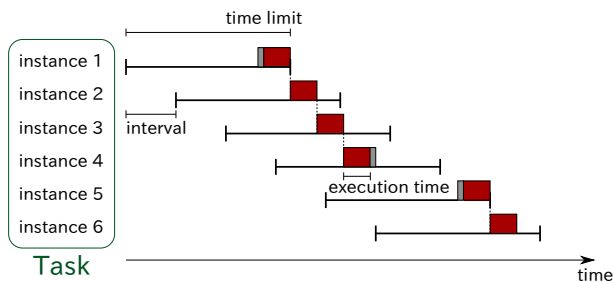 time limit
instance 1
instance 2
instance 3
interval
instance 4
execution time
instance 5
instance 6
Task
time